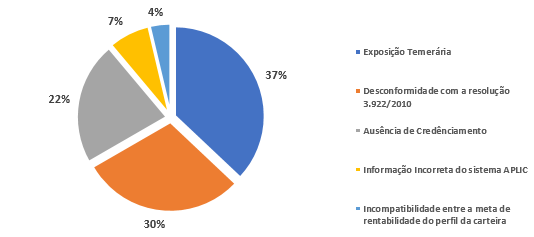 4%
7%
37%
22%
30%
Exposição Temerária
Desconformidade com a resolução
3.922/2010
Ausência de Credênciamento
Informação Incorreta do sistema APLIC
Incompatibilidade entre a meta de
rentabilidade do perfil da carteira